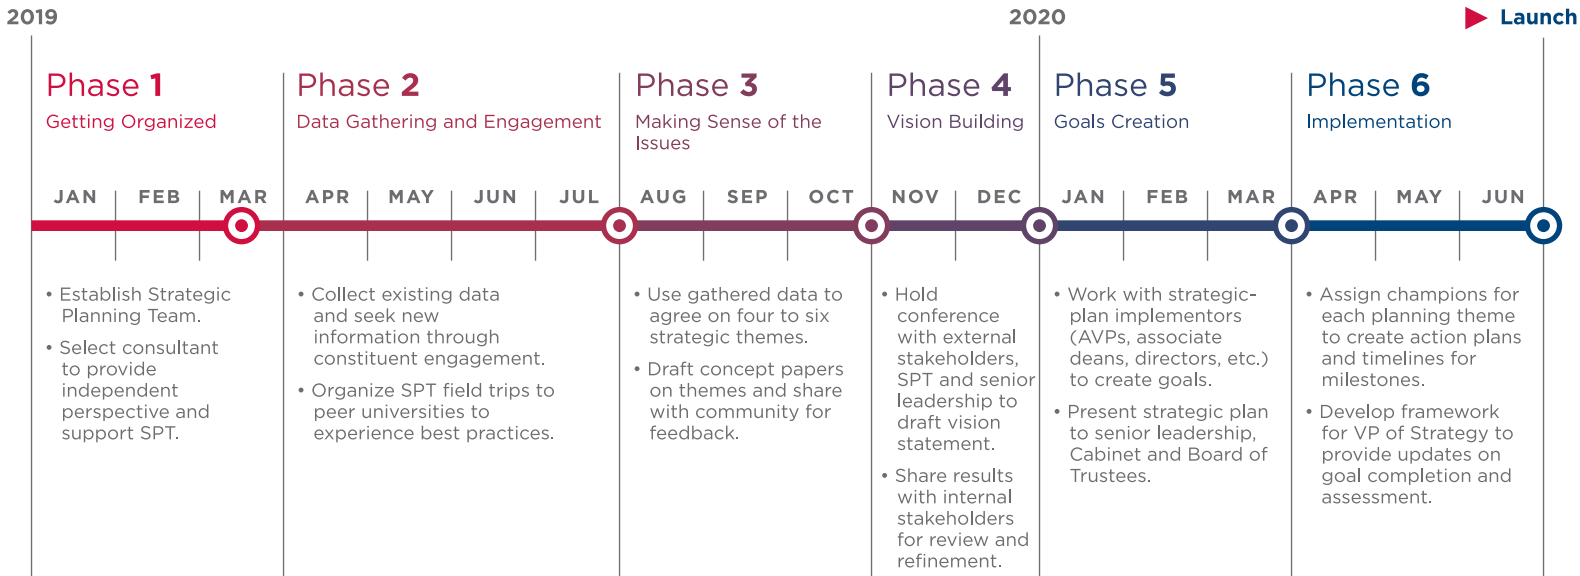 2019
2020
Launch
Phase 1
Getting Organized
Phase 2
Data Gathering and Engagement
Phase 3
Making Sense of the
Issues
Phase 4
Vision Building
Phase 5
Goals Creation
Phase 6
Implementation
JAN FEB MAR APR MAY JUN JUL AUG SEP OCT NOV DEC JAN FEB MAR APR MAY JUN
• Establish Strategic
Planning Team.
• Select consultant
to provide
independent
perspective and
support SPT.
• Collect existing data
and seek new
information through
constituent engagement.
• Organize SPT field trips to
peer universities to
experience best practices.
• Use gathered data to
agree on four to six
strategic themes.
• Draft concept papers
on themes and share
with community for
feedback.
• Hold
conference
with external
stakeholders,
SPT and senior
leadership to
draft vision
statement.
• Share results
with internal
stakeholders
for review and
refinement.
• Work with strategic-
plan implementors
(AVPs, associate
deans, directors, etc.)
to create goals.
• Present strategic plan
to senior leadership,
Cabinet and Board of
Trustees.
• Assign champions for
each planning theme
to create action plans
and timelines for
milestones.
• Develop framework
for VP of Strategy to
provide updates on
goal completion and
assessment.